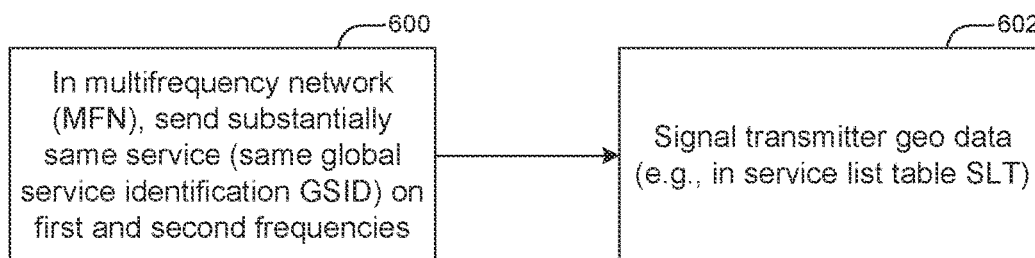 600
In multifrequency network
(MFN), send substantially
same service (same global
service identification GSID) on
first and second frequencies
602
Signal transmitter geo data
(e.g., in service list table SLT)